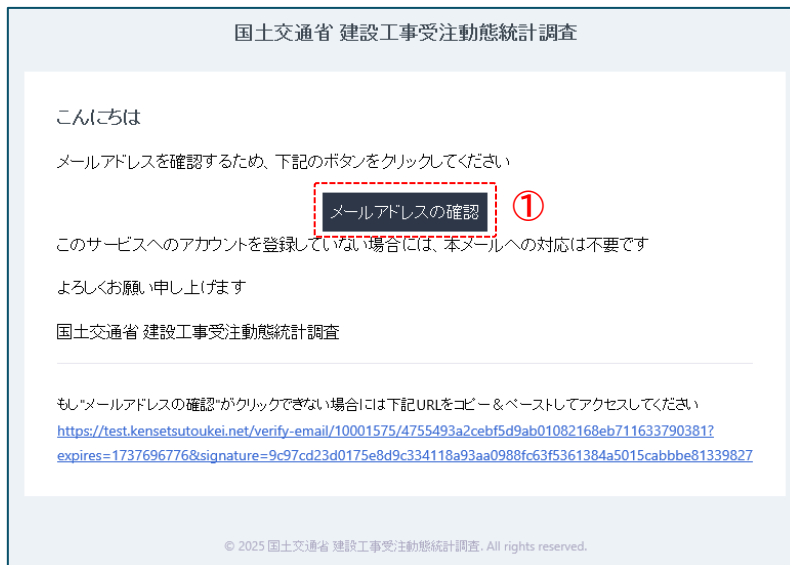 国土交通省 建設工事受注動態統計調査
こんにちは
メールアドレスを確認するため、下記のボタンをクリックしてください
メールアドレスの確認 ①
このサービスへのアカウントを登録していない場合には、本メールへの対応は不要です
よろしくお願い申し上げます
国土交通省 建設工事受注動態統計調査
もし"メールアドレスの確認"がクリックできない場合には下記URLをコピー＆ペーストしてアクセスしてください
https://test.kensetsutoukei.net/verify-email/10001575/4755493a2cebf5d9ab01082168eb711633790381?
expires=1737696776&signature=9c97cd23d0175e8d9c334118a93aa0988fc63f5361384a5015cabbbe81339827
© 2025 国土交通省 建設工事受注動態統計調査. All rights reserved.